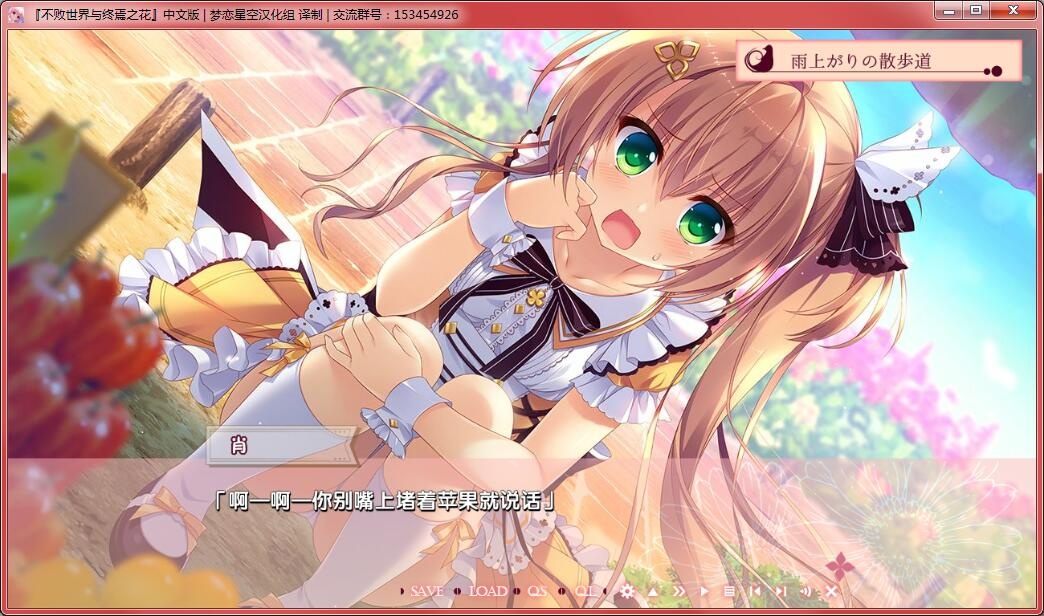 『不败世界与终焉之花』中文版 | 梦恋星空汉化组 译制 | 交流群号：153454926
雨上がりの散歩道
肖
「啊—啊—你别嘴上堵着苹果就说话」
SAVE LOAD QS QL